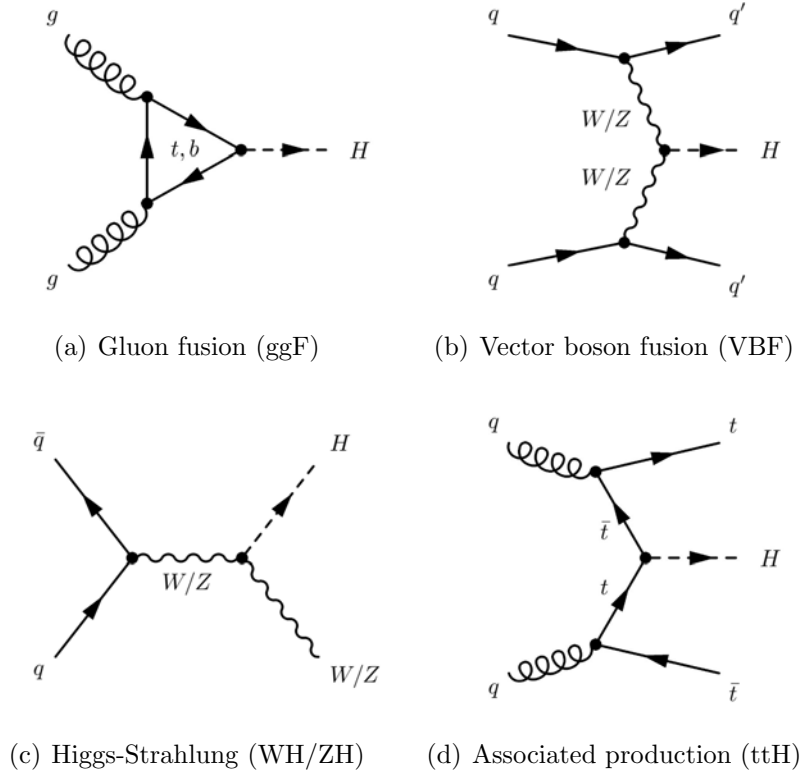 g
t, b
H
g
(a) Gluon fusion (ggF)
q
q′
W/Z
H
W/Z
q
q′
(b) Vector boson fusion (VBF)
q̄
H
W/Z
q
W/Z
(c) Higgs-Strahlung (WH/ZH)
q
t
t̄
H
t
q
t̄
(d) Associated production (ttH)